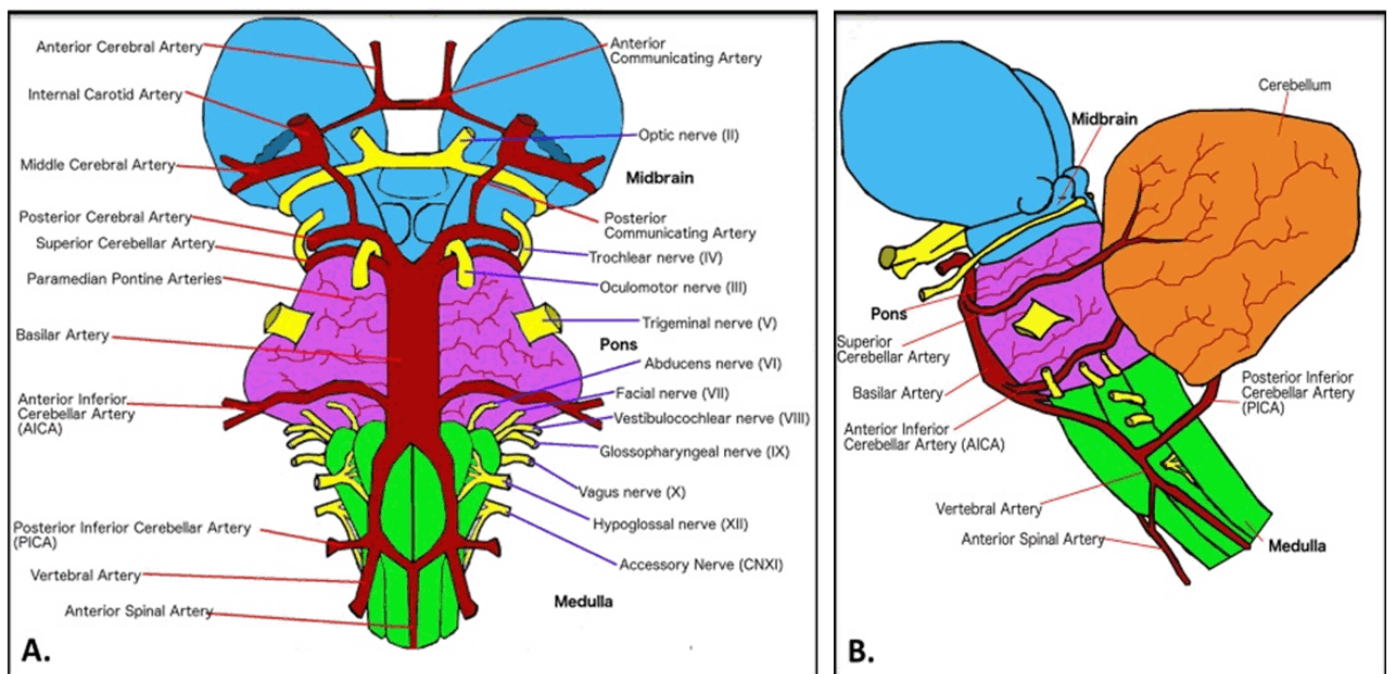 Anterior Cerebral Artery
Internal Carotid Artery
Middle Cerebral Artery
Posterior Cerebral Artery
Superior Cerebellar Artery
Paramedian Pontine Arteries
Basilar Artery
Anterior Inferior
Cerebellar Artery
(AICA)
Posterior Inferior Cerebellar Artery
(PICA)
Vertebral Artery
Anterior Spinal Artery
A.
Anterior
Communicating Artery
Optic nerve (II)
Midbrain
Posterior
Communicating Artery
Trochlear nerve (IV)
Oculomotor nerve (III)
Trigeminal nerve (V)
Pons
Abducens nerve (VI)
Facial nerve (VII)
Vestibulocochlear nerve (VIII)
Glossopharyngeal nerve (IX)
Vagus nerve (X)
Hypoglossal nerve (XII)
Accessory Nerve (CNXI)
Medulla
Cerebellum
Midbrain
Pons
Superior
Cerebellar Artery
Basilar Artery
Anterior Inferior
Cerebellar Artery (AICA)
Posterior Inferior
Cerebellar Artery
(PICA)
Vertebral Artery
Anterior Spinal Artery
Medulla
B.